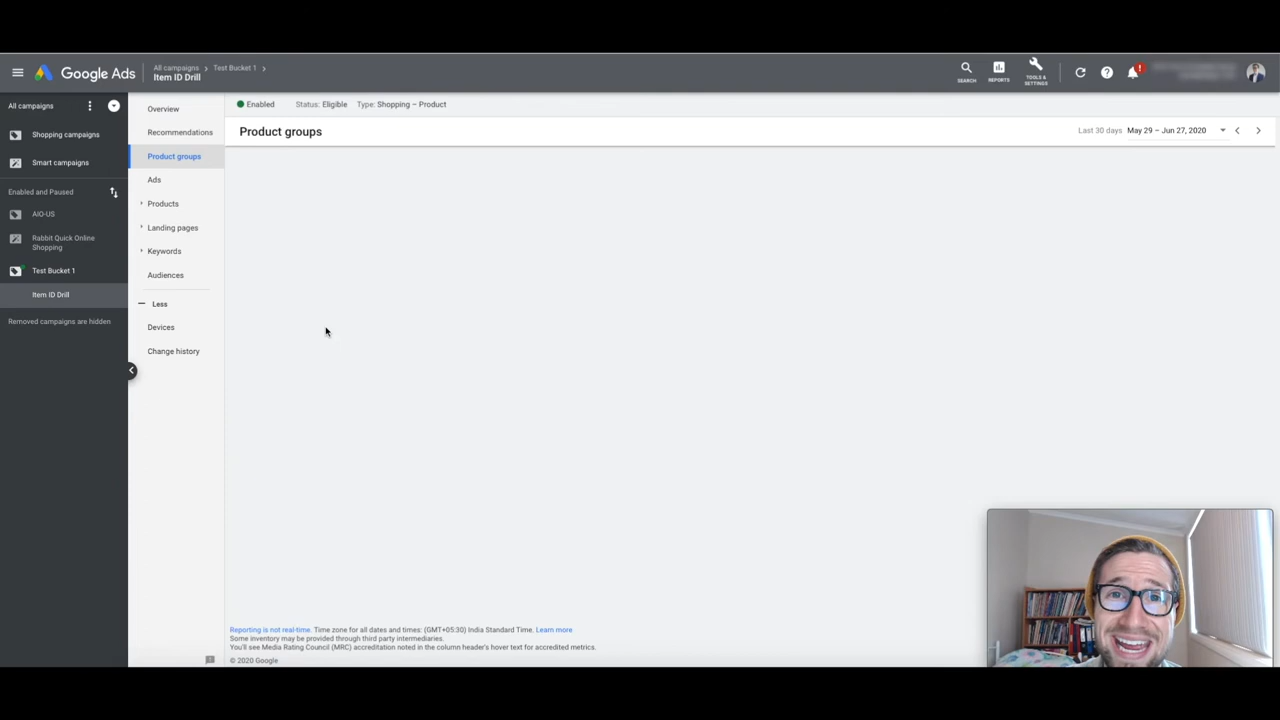 Google Ads
All campaigns > Test Bucket 1 >
Item ID Drill
SEARCH
REPORTS
TOOLS &
SETTINGS
?
!
All campaigns
Shopping campaigns
Smart campaigns
Enabled and Paused
AIO-US
Rabbit Quick Online
Shopping
Test Bucket 1
Item ID Drill
Removed campaigns are hidden
Overview
Recommendations
Product groups
Ads
Products
Landing pages
Keywords
Audiences
Less
Devices
Change history
Enabled Status: Eligible Type: Shopping – Product
Product groups
Last 30 days May 29 – Jun 27, 2020
Reporting is not real-time. Time zone for all dates and times: (GMT+05:30) India Standard Time. Learn more
Some inventory may be provided through third party intermediaries.
You'll see Media Rating Council (MRC) accreditation noted in the column header's hover text for accredited metrics.
© 2020 Google